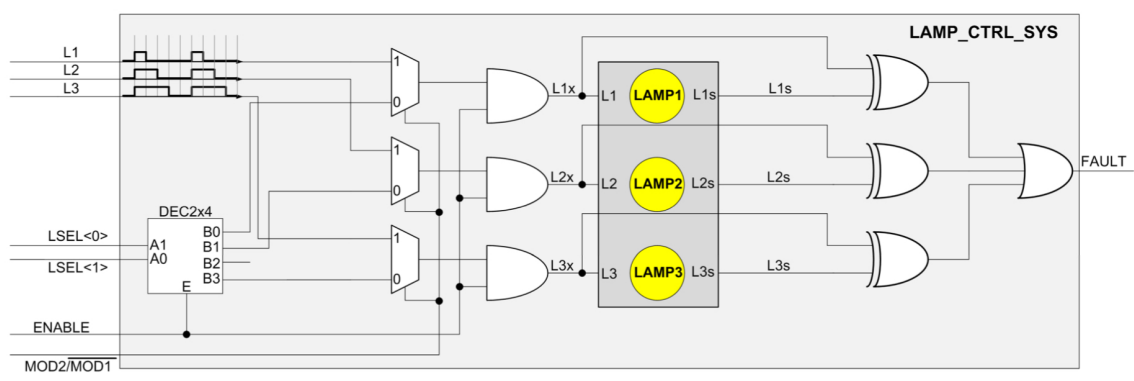 LAMP_CTRL_SYS
L1
L2
L3
1
0
L1x
L1 LAMP1 L1s
L1s
1
0
L2x
L2 LAMP2 L2s
L2s
FAULT
DEC2x4
LSEL<0>
LSEL<1>
A1
A0
B0
B1
B2
B3
E
1
0
L3x
L3 LAMP3 L3s
L3s
ENABLE
MOD2/MOD1